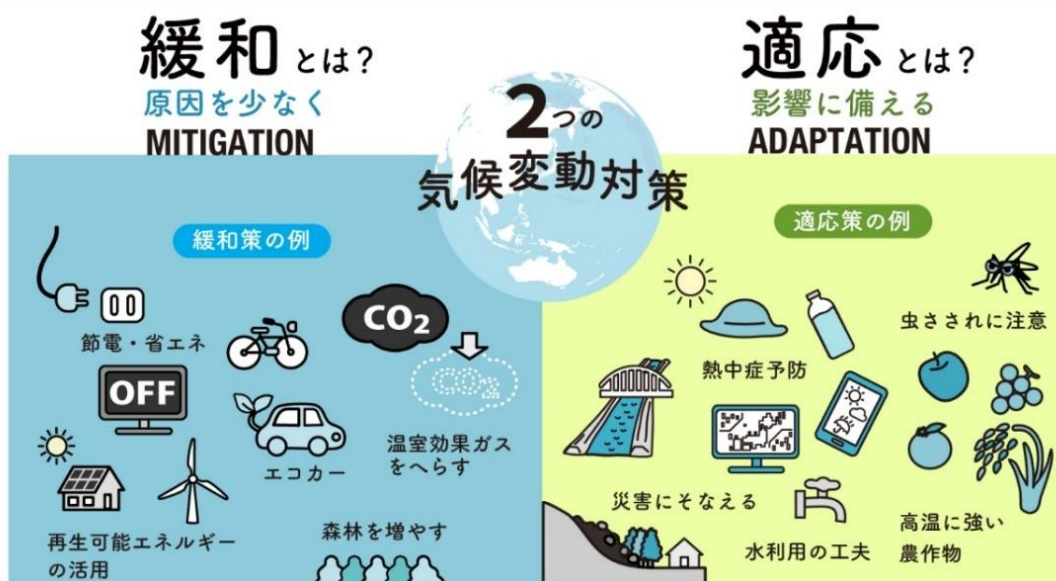 緩和とは?
原因を少なく
MITIGATION
2つの
気候変動対策
適応とは?
影響に備える
ADAPTATION
緩和策の例
節電・省エネ
OFF
CO₂
CO₂
エコカー
温室効果ガス
をへらす
再生可能エネルギー
の活用
森林を増やす
適応策の例
虫さされに注意
熱中症予防
災害にそなえる
水利用の工夫
高温に強い
農作物